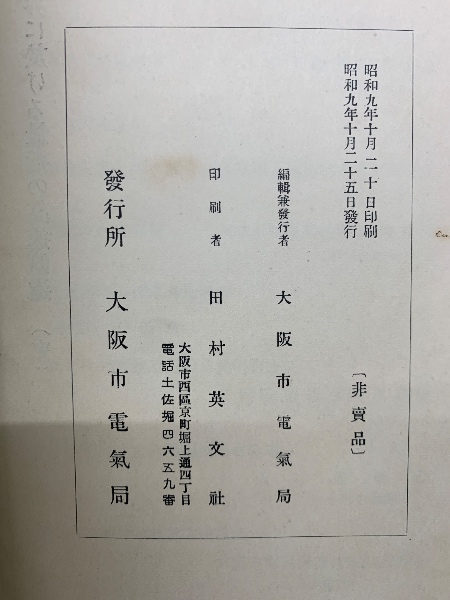 昭和九年十月二十日印刷
昭和九年十月二十五日發行
〔非賣品〕
編輯兼發行者 大阪市電氣局
印刷者 田村英文社
大阪市西區京町堀上通四丁目
電話土佐堀四六五九番
發行所 大阪市電氣局